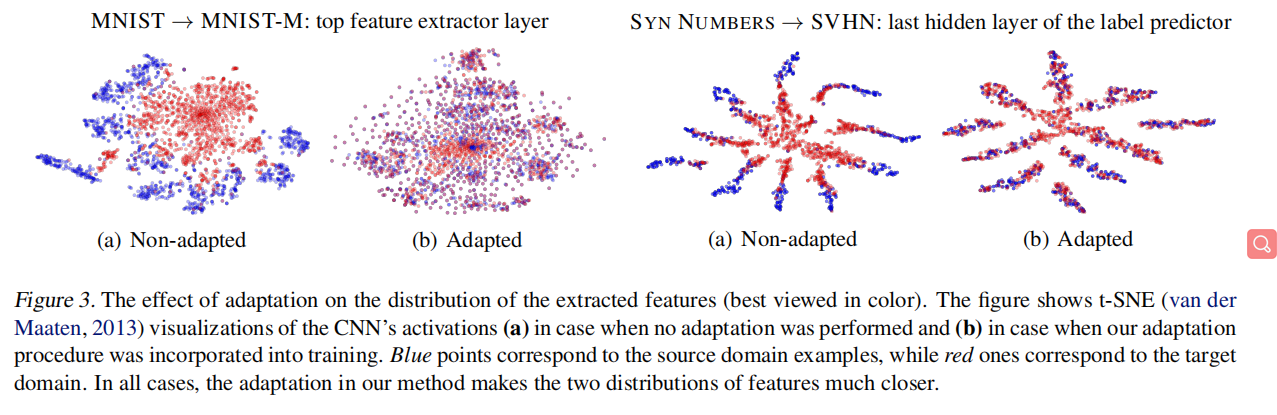 MNIST → MNIST-M: top feature extractor layer
SYN NUMBERS → SVHN: last hidden layer of the label predictor
(a) Non-adapted
(b) Adapted
(a) Non-adapted
(b) Adapted
Figure 3. The effect of adaptation on the distribution of the extracted features (best viewed in color). The figure shows t-SNE (van der
Maaten, 2013) visualizations of the CNN's activations (a) in case when no adaptation was performed and (b) in case when our adaptation
procedure was incorporated into training. Blue points correspond to the source domain examples, while red ones correspond to the target
domain. In all cases, the adaptation in our method makes the two distributions of features much closer.